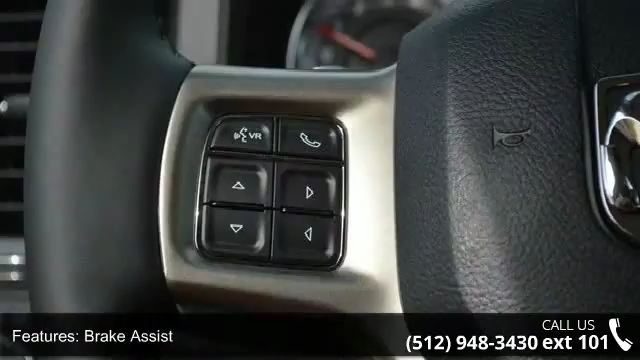 VR
Features: Brake Assist
CALL US
(512) 948-3430 ext 101